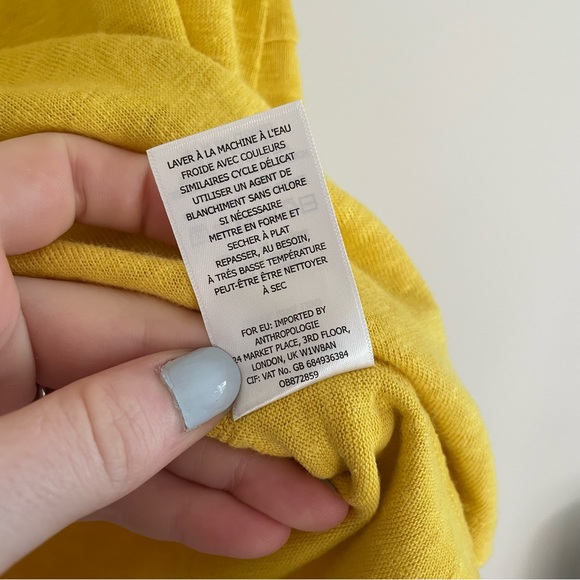 LAVER À LA MACHINE À L'EAU
FROIDE AVEC COULEURS
SIMILAIRES CYCLE DÉLICAT
UTILISER UN AGENT DE
BLANCHIMENT SANS CHLORE
SI NÉCESSAIRE
METTRE EN FORME ET
SECHER À PLAT
REPASSER, AU BESOIN,
À TRÈS BASSE TEMPÉRATURE
PEUT-ÊTRE ÊTRE NETTOYER
À SEC
FOR EU: IMPORTED BY
ANTHROPOLOGIE
MARKET PLACE, 3RD FLOOR,
LONDON, UK W1W8AN
CIF: VAT No. GB 684936384
OB872859